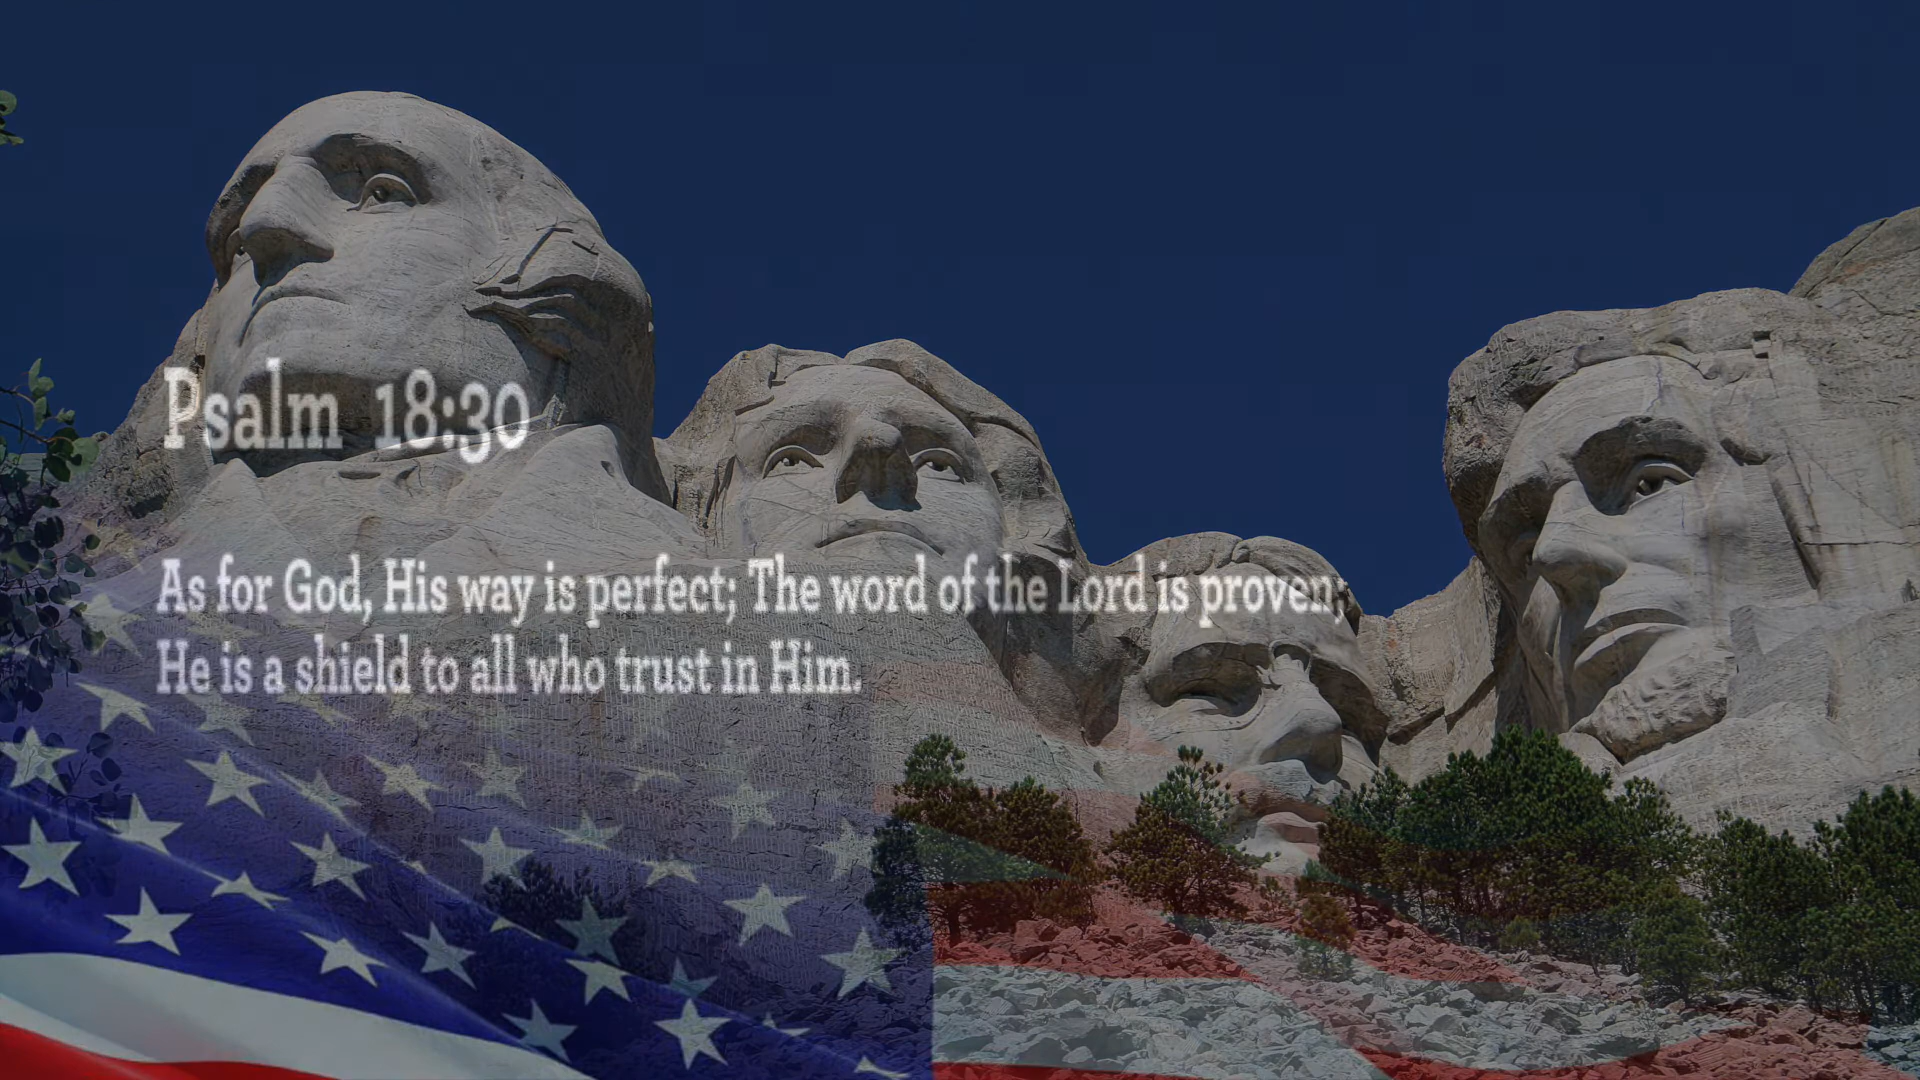 Psalm 18:30
As for God, His way is perfect; The word of the Lord is proven;
He is a shield to all who trust in Him.